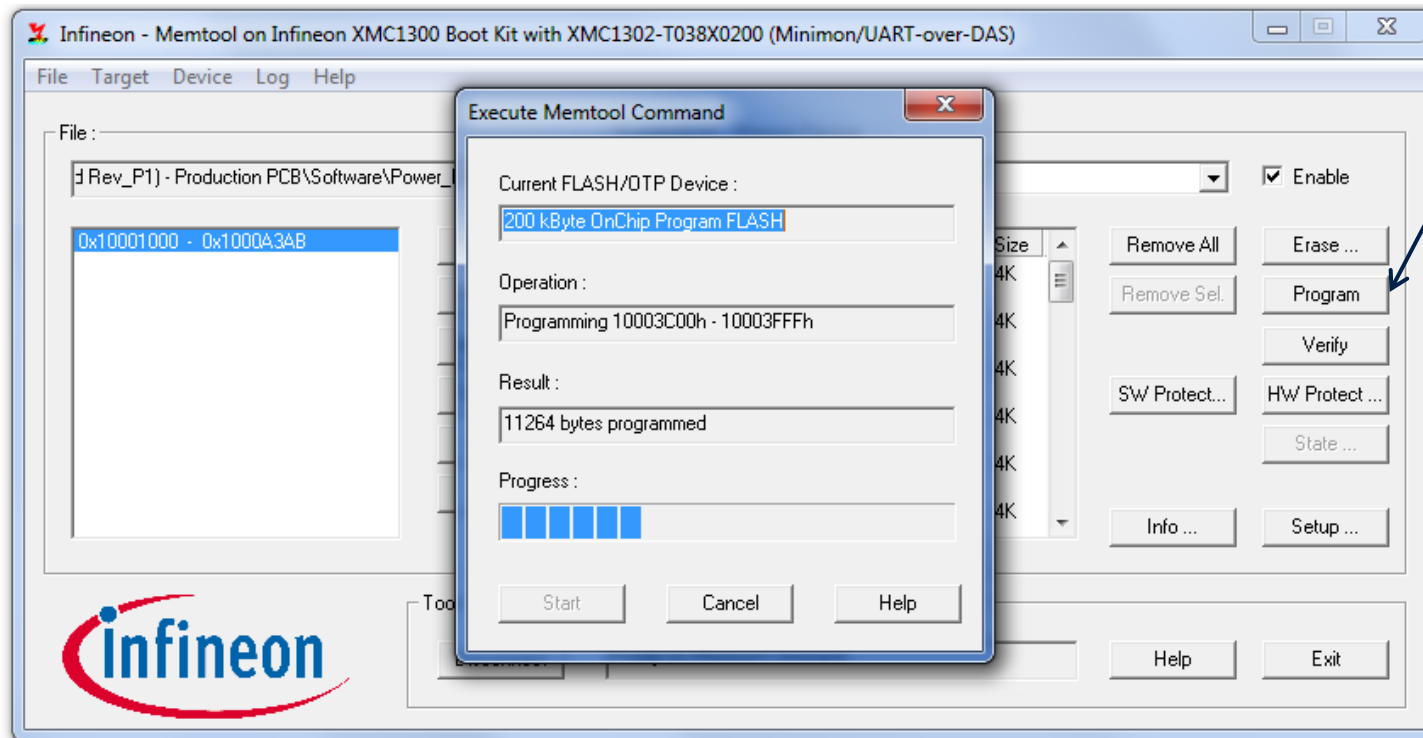 Infineon - Memtool on Infineon XMC1300 Boot Kit with XMC1302-T038X0200 (Minimon/UART-over-DAS)
File Target Device Log Help
Execute Memtool Command
File :
Rev_P1) - Production PCB\Software\Power_
Enable
Current FLASH/OTP Device :
200 kByte OnChip Program FLASH
0x10001000 - 0x1000A3AB
Size
Remove All
Erase ...
4K
Operation :
Remove Sel.
Program
Programming 10003C00h - 10003FFFh
4K
Verify
4K
Result :
SW Protect...
HW Protect ...
11264 bytes programmed
4K
State ...
4K
Progress :
4K
Info ...
Setup ...
Start
Cancel
Help
Too
infineon
Help
Exit